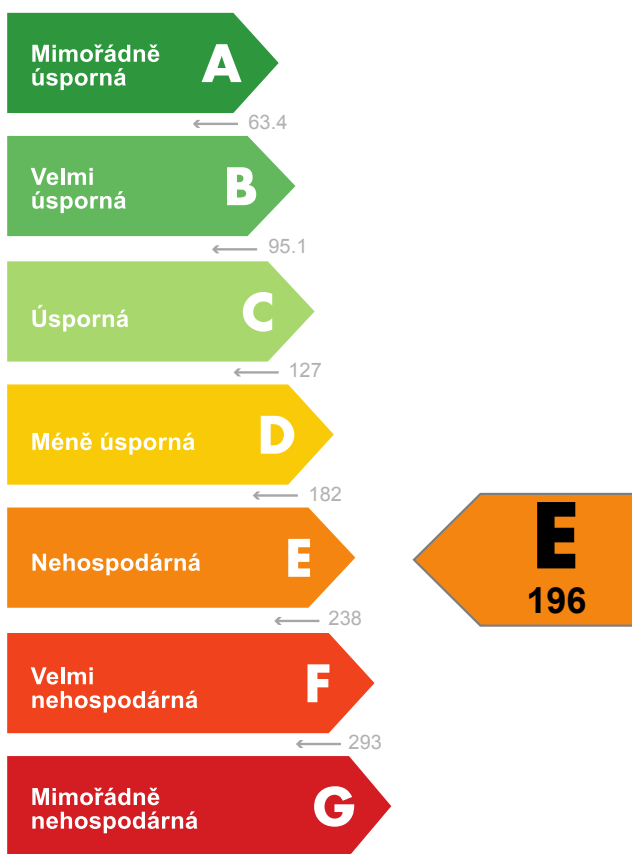 Mimořádně
úsporná
A
63.4
Velmi
úsporná
B
95.1
Úsporná
C
127
Méně úsporná
D
182
Nehospodárná
E
E
196
238
Velmi
nehospodárná
F
293
Mimořádně
nehospodárná
G